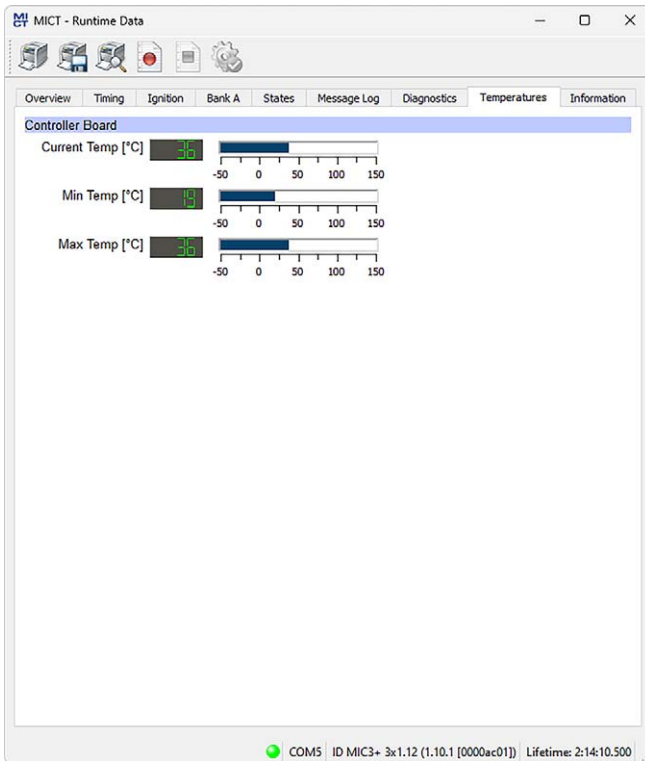 MICT MICT - Runtime Data
Overview Timing Ignition Bank A States Message Log Diagnostics Temperatures Information
Controller Board
Current Temp [°C] 36
-50 0 50 100 150
Min Temp [°C] 19
-50 0 50 100 150
Max Temp [°C] 36
-50 0 50 100 150
COM5 ID MIC3+ 3x1.12 (1.10.1 [0000ac01]) Lifetime: 2:14:10.500